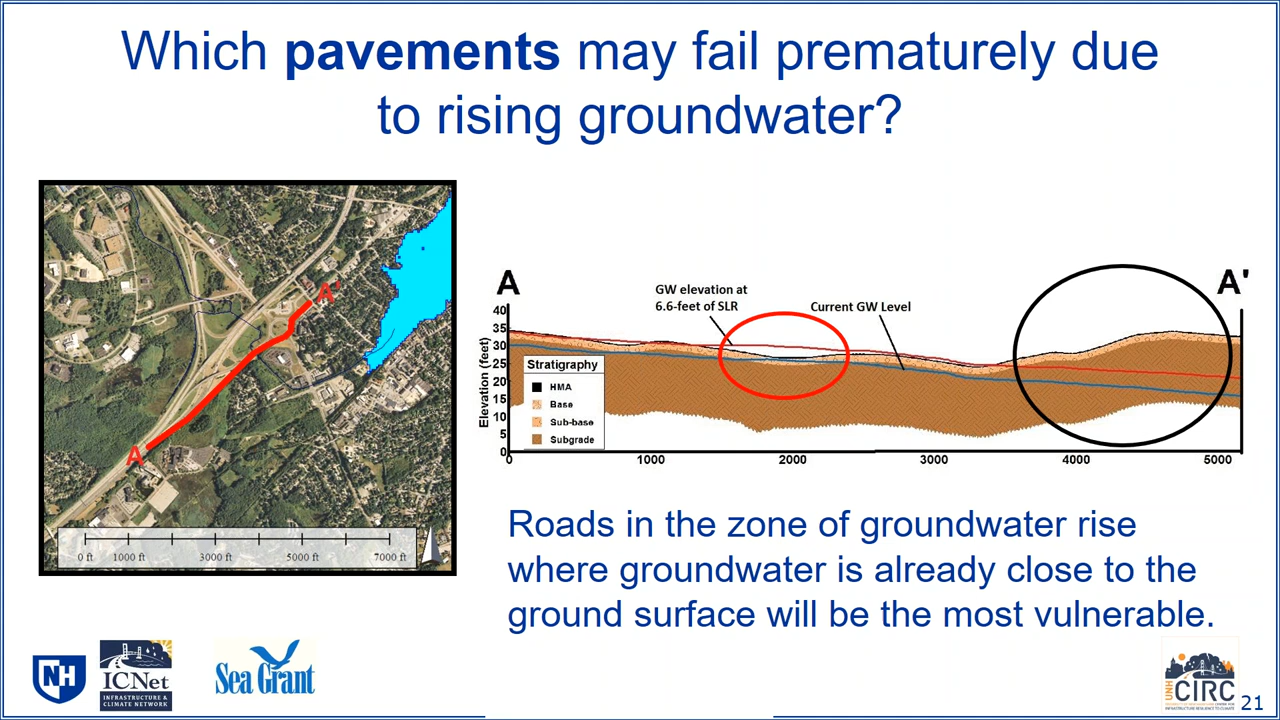 Which pavements may fail prematurely due
to rising groundwater?
A
A'
0 ft 1000 ft 3000 ft 5000 ft 7000 ft
A
A'
GW elevation at
6.6-feet of SLR
Current GW Level
Elevation (feet)
40
35
30
25
20
15
10
5
0
Stratigraphy
HMA
Base
Sub-base
Subgrade
0 1000 2000 3000 4000 5000
Roads in the zone of groundwater rise
where groundwater is already close to the
ground surface will be the most vulnerable.
NH
ICNet
INFRASTRUCTURE &
CLIMATE NETWORK
Sea Grant
UNH
CIRC
21